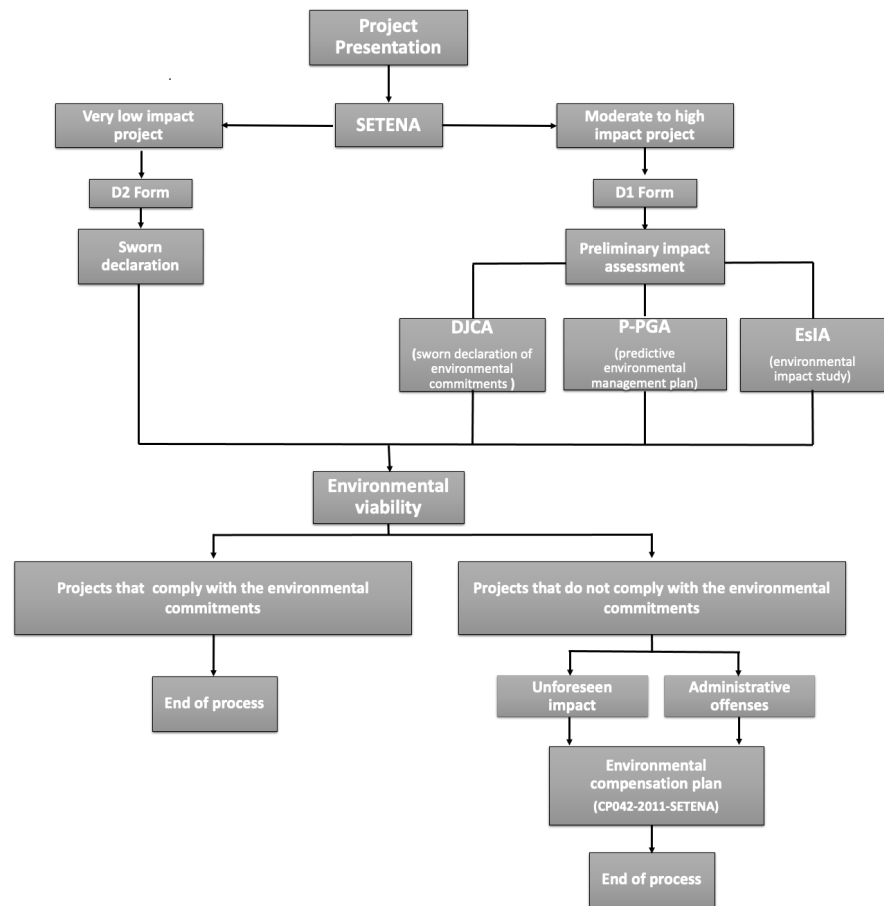 Project
Presentation
Very low impact
project
SETENA
Moderate to high
impact project
D2 Form
D1 Form
Sworn
declaration
Preliminary impact
assessment
DJCA
(sworn declaration of
environmental
commitments )
P-PGA
(predictive
environmental
management plan)
EsIA
(environmental
impact study)
Environmental
viability
Projects that comply with the environmental
commitments
Projects that do not comply with the environmental
commitments
End of process
Unforeseen
impact
Administrative
offenses
Environmental
compensation plan
(CP042-2011-SETENA)
End of process